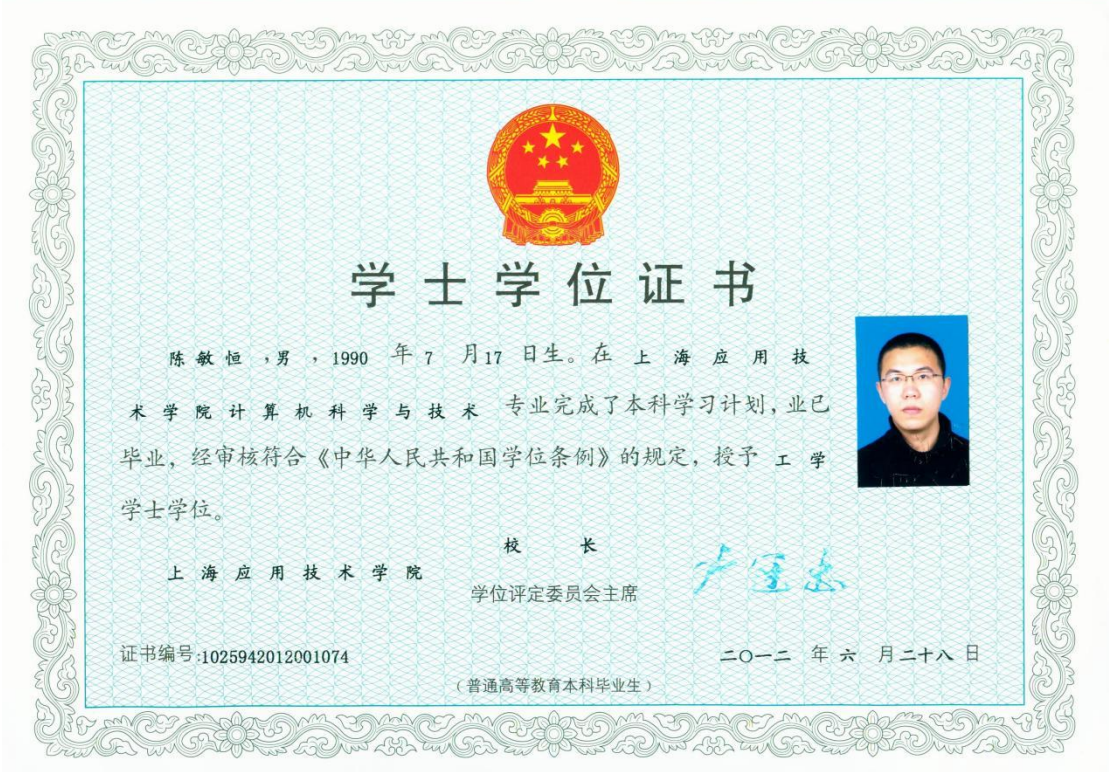 学士学位证书
陈敏恒,男,1990 年 7 月17 日生。在 上海应用技
术学院计算机科学与技术 专业完成了本科学习计划,业已
毕业,经审核符合《中华人民共和国学位条例》的规定,授予 工学
学士学位。
校 长
上海应用技术学院
学位评定委员会主席
证书编号:1025942012001074
二〇一二 年 六 月二十八 日
(普通高等教育本科毕业生)